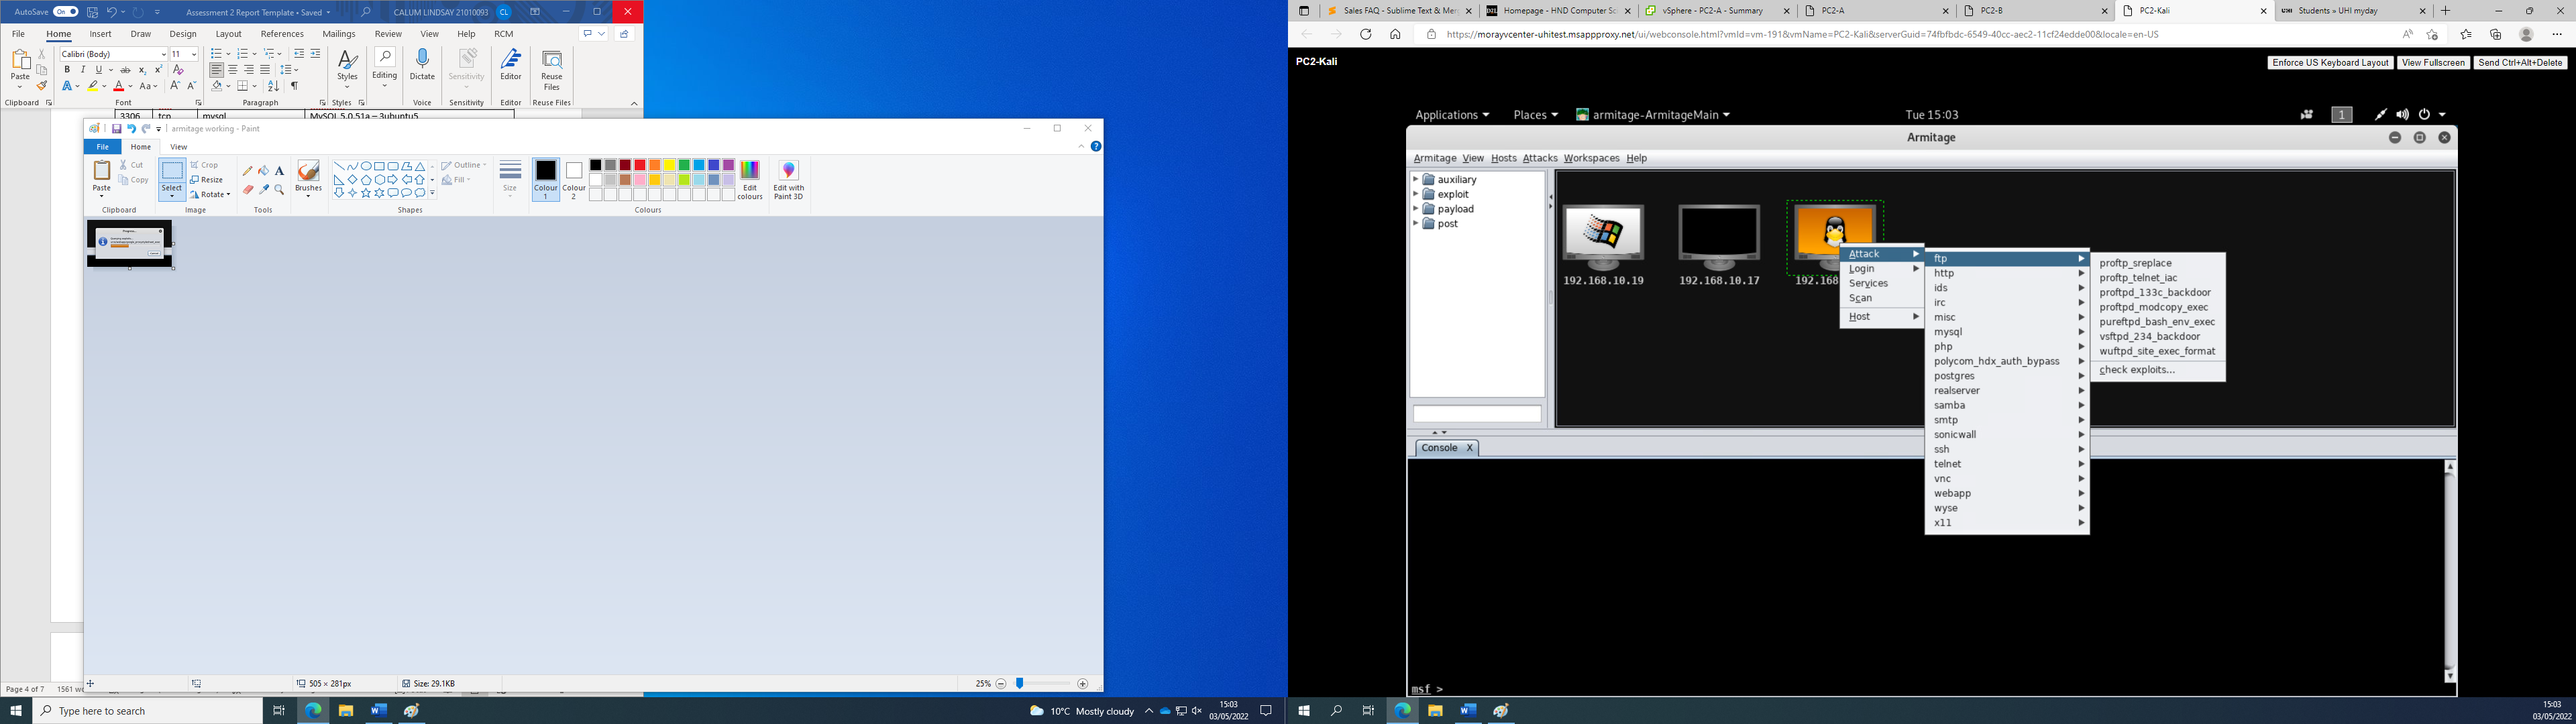 AutoSave On Assessment 2 Report Template • Saved CALUM LINDSAY 21010093 CL
File Home Insert Draw Design Layout References Mailings Review View Help RCM
Calibri (Body) 11
Paste Styles Editing Dictate Sensitivity Editor Reuse Files
Clipboard Font Paragraph Styles Voice Sensitivity Editor Reuse Files
3306 tcp mysql MySQL 5.0.51a – 3ubuntu5
armitage working - Paint
File Home View
Paste Cut Copy Select Crop Resize Rotate Brushes Outline Fill Size Colour 1 Colour 2 Edit colours Edit with Paint 3D
Clipboard Image Tools Shapes Colours
505 × 281px Size: 29.1KB 25%
Page 4 of 7 1561 wo
Type here to search 10°C Mostly cloudy 15:03 03/05/2022
Sales FAQ - Sublime Text & Mer Homepage - HND Computer Sc vSphere - PC2-A - Summary PC2-A PC2-B PC2-Kali Students » UHI myday
https://morayvcenter-uhitest.msappproxy.net/ui/webconsole.html?vmId=vm-191&vmName=PC2-Kali&serverGuid=74fbfbdc-6549-40cc-aec2-11cf24edde00&locale=en-US
PC2-Kali Enforce US Keyboard Layout View Fullscreen Send Ctrl+Alt+Delete
Applications Places armitage-ArmitageMain Tue 15:03 1
Armitage
Armitage View Hosts Attacks Workspaces Help
auxiliary
exploit
payload
post
192.168.10.19 192.168.10.17 192.168
Attack
Login
Services
Scan
Host
ftp
http
ids
irc
misc
mysql
php
polycom_hdx_auth_bypass
postgres
realserver
samba
smtp
sonicwall
ssh
telnet
vnc
webapp
wyse
x11
proftp_sreplace
proftp_telnet_iac
proftpd_133c_backdoor
proftpd_modcopy_exec
pureftpd_bash_env_exec
vsftpd_234_backdoor
wuftpd_site_exec_format
check exploits...
Console X
msf >
15:03
03/05/2022